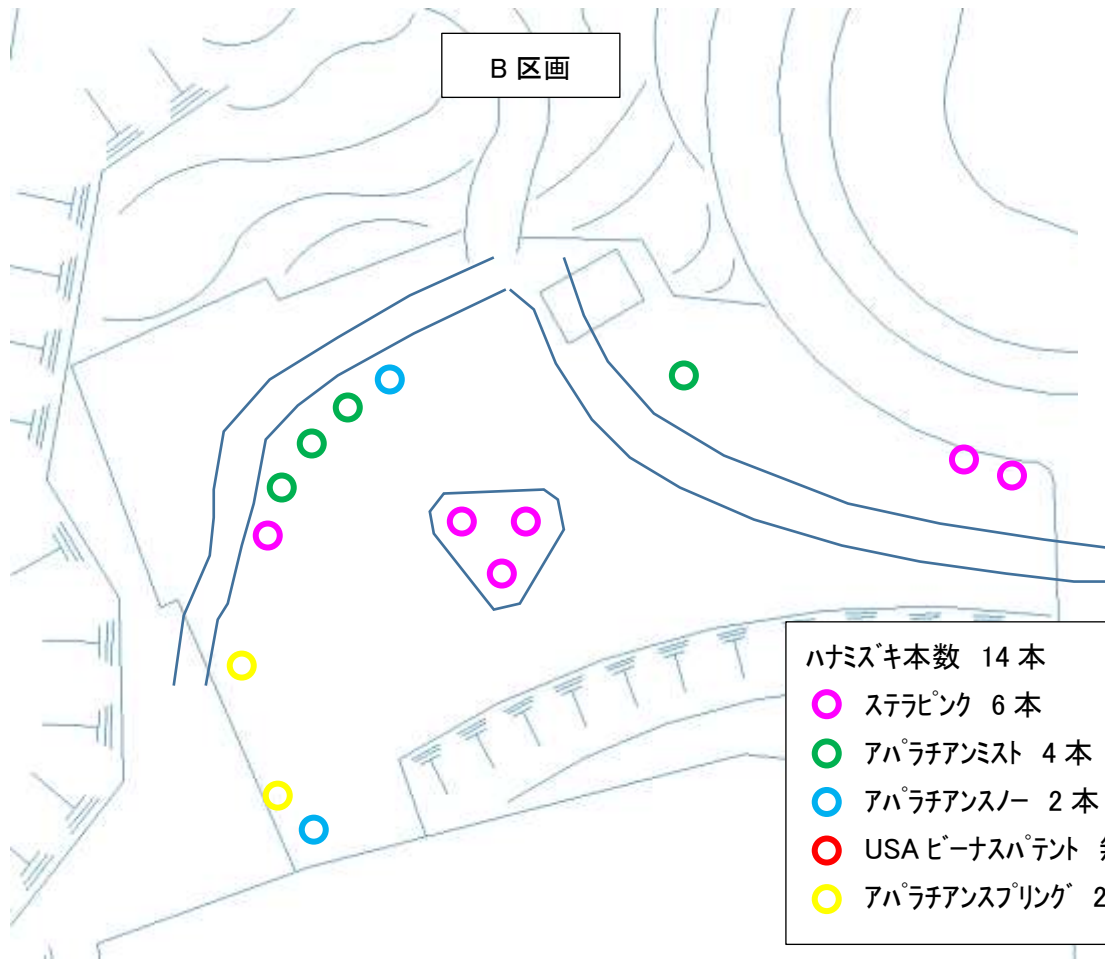 B 区画
ハナミズキ本数 14 本
ステラピンク 6 本
アパラチアンミスト 4 本
アパラチアンスノー 2 本
USA ビーナスパテント
アパラチアンスプリング 2